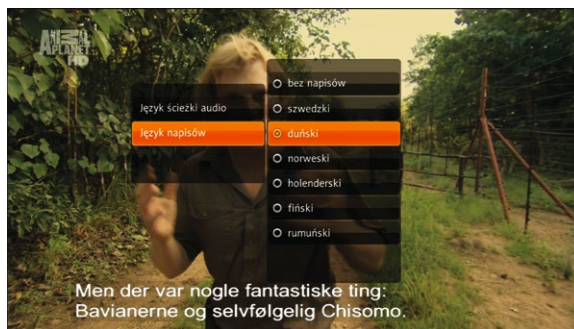 ANIMAL
PLANET
HD
Język ścieżki audio
Język napisów
bez napisów
szwedzki
duński
norweski
holenderski
fiński
rumuński
Men der var nogle fantastiske ting:
Bavianerne og selvfølgelig Chisomo.